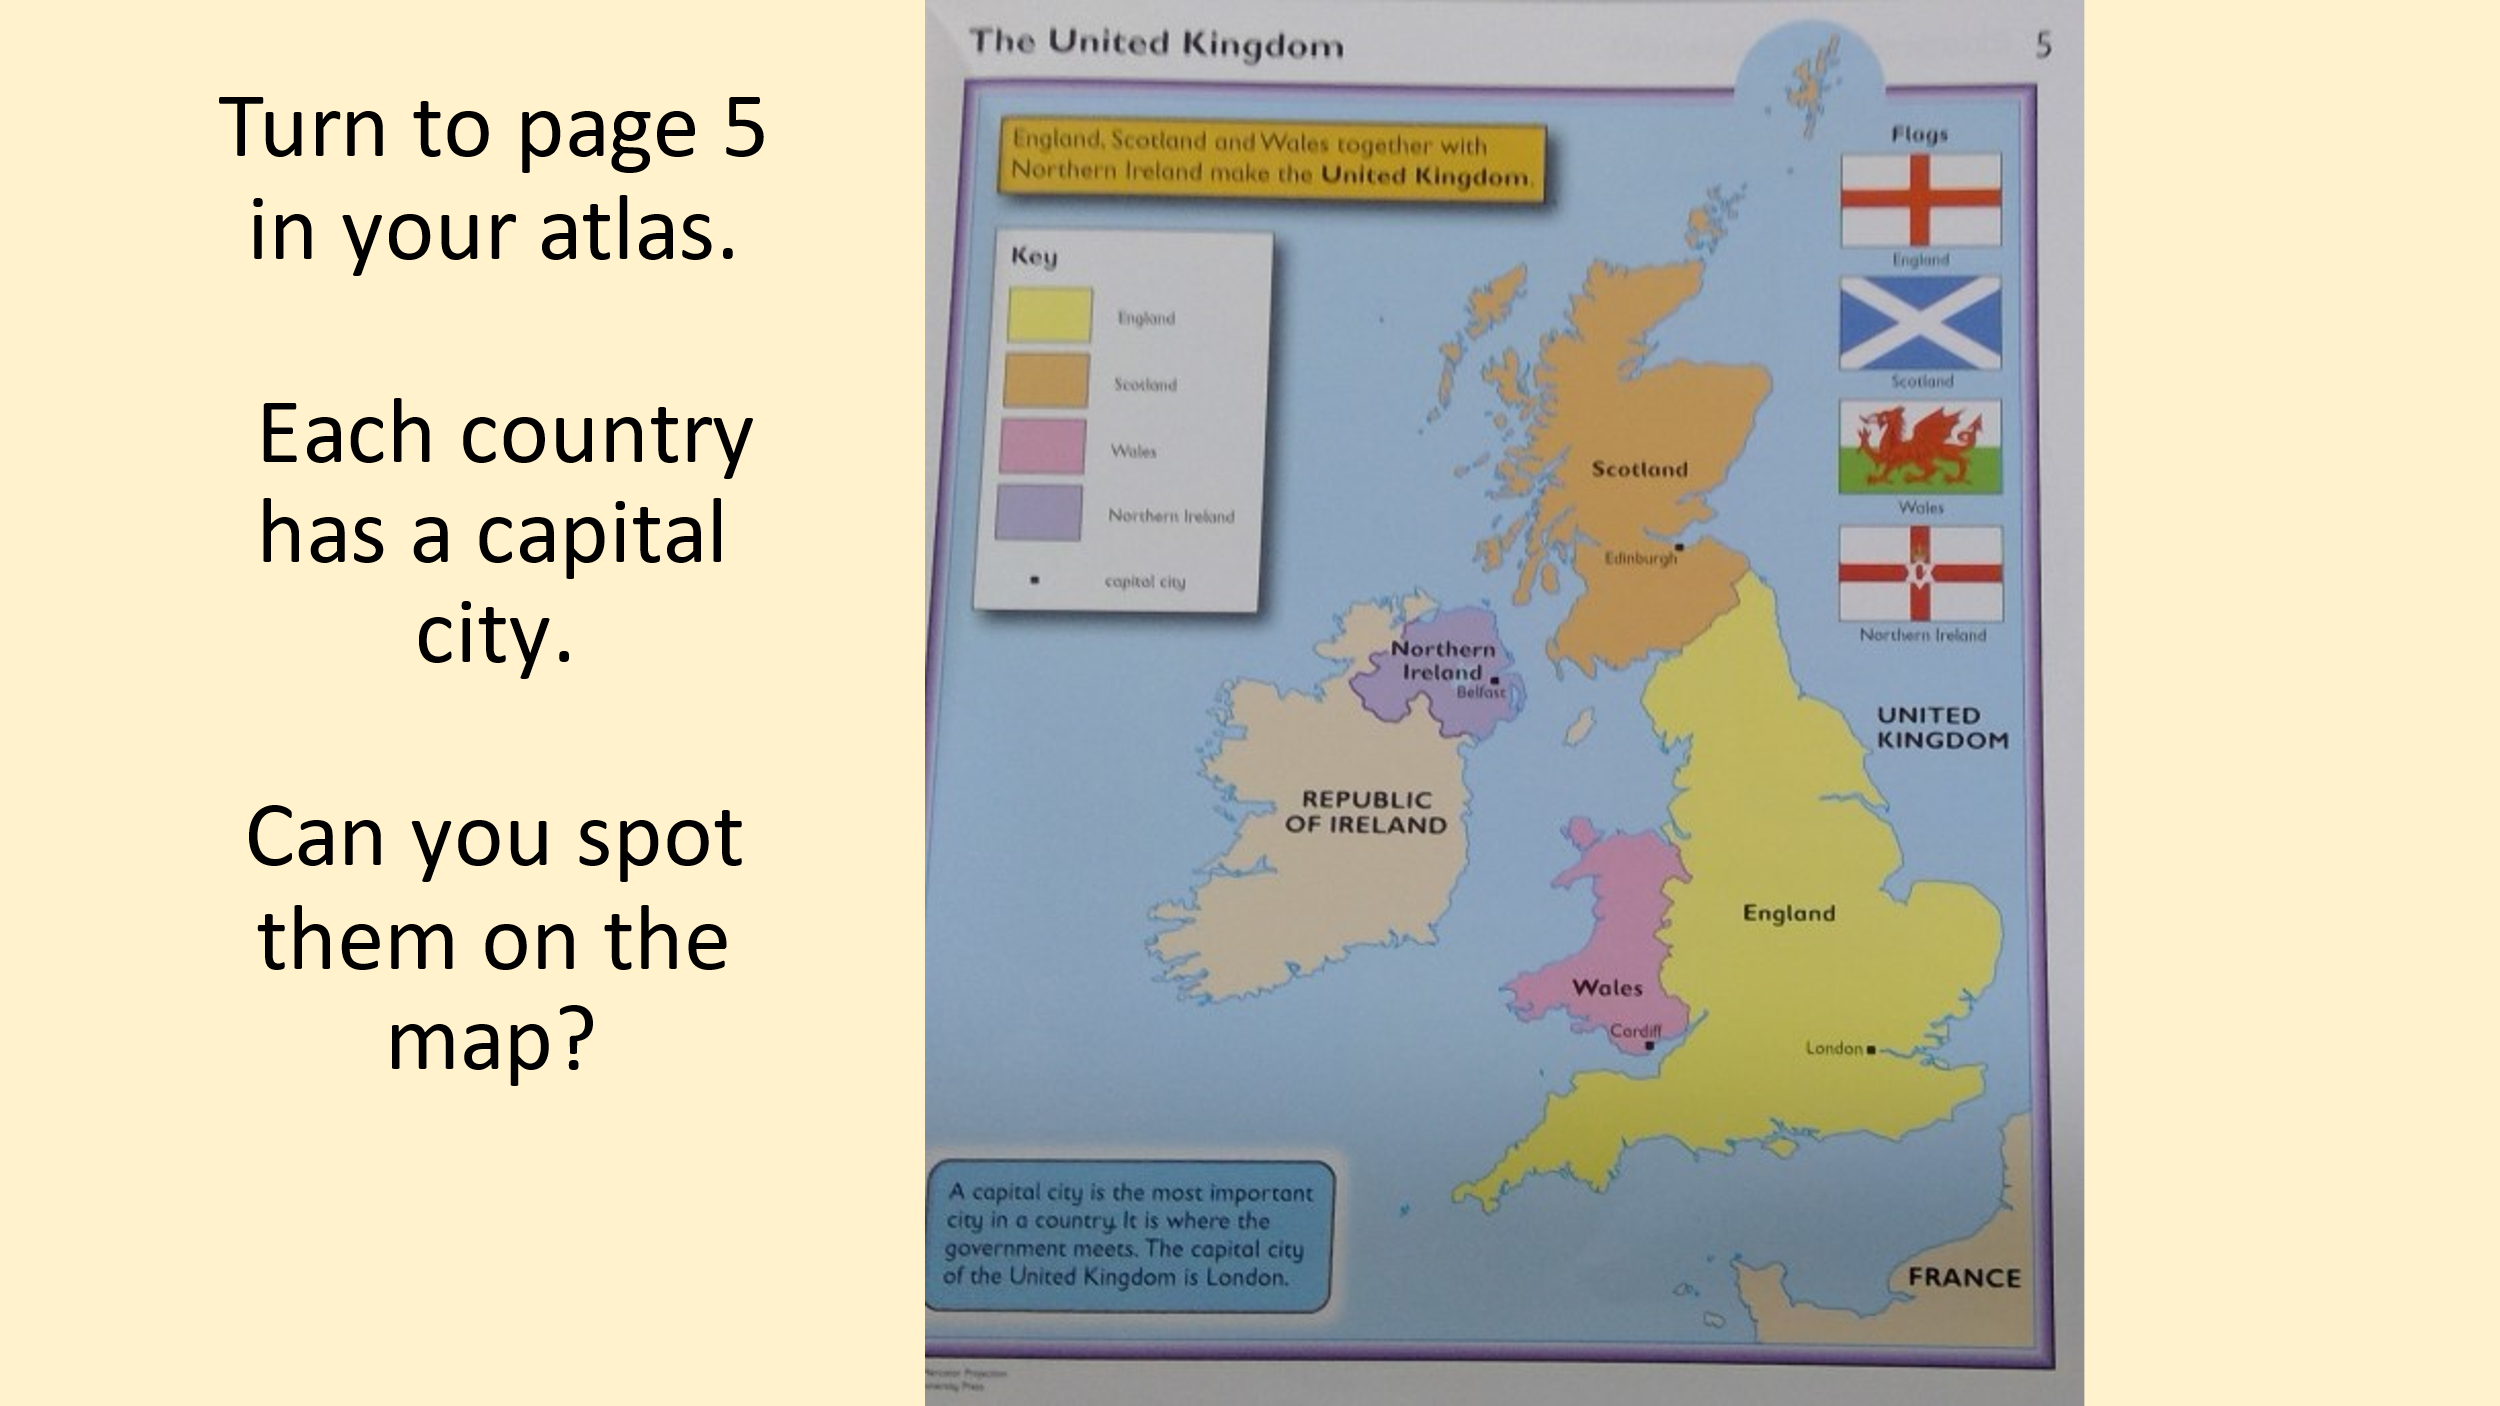 Turn to page 5
in your atlas.
Each country
has a capital
city.
Can you spot
them on the
map?
The United Kingdom
5
England, Scotland and Wales together with
Northern Ireland make the United Kingdom.
Key
England
Scotland
Wales
Northern Ireland
capital city
Flags
England
Scotland
Wales
Northern Ireland
Scotland
Edinburgh
Northern
Ireland
Belfast
UNITED
KINGDOM
REPUBLIC
OF IRELAND
England
Wales
Cardiff
London
A capital city is the most important
city in a country. It is where the
government meets. The capital city
of the United Kingdom is London.
FRANCE
Projection
Press